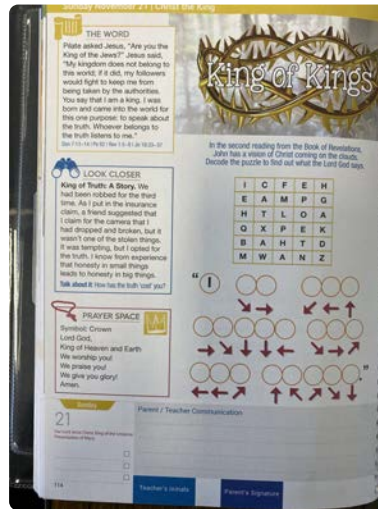 Sunday November 21 | Christ the King
THE WORD
Pilate asked Jesus, "Are you the
King of the Jews?" Jesus said,
"My kingdom does not belong to
this world; if it did, my followers
would fight to keep me from
being taken by the authorities.
You say that I am a king. I was
born and came into the world for
this one purpose: to speak about
the truth. Whoever belongs to
the truth listens to me."
King of Kings
In the second reading from the Book of Revelations,
John has a vision of Christ coming on the clouds.
Decode the puzzle to find out what the Lord God says.
LOOK CLOSER
King of Truth: A Story. We
had been robbed for the third
time. As I put in the insurance
claim, a friend suggested that
I claim for the camera that I
had dropped and broken, but it
wasn't one of the stolen things.
It was tempting, but I opted for
the truth. I know from experience
that honesty in small things
leads to honesty in big things.
Talk about it: How has the truth 'cost' you?
I C F E H
E A M P G
H T L O A
Q X P E K
B A H T D
M W A N Z
" I
→ → ↙ ← ↑
→ ↘ ↓ ↓ ← ↘ → ↗
← ← ↗ ↑ ↖ ↗ ↘ ↓ "
PRAYER SPACE
Symbol: Crown
Lord God,
King of Heaven and Earth
We worship you!
We praise you!
We give you glory!
Amen.
Sunday
21
Parent / Teacher Communication
114
Teacher's Initials
Parent's Signature